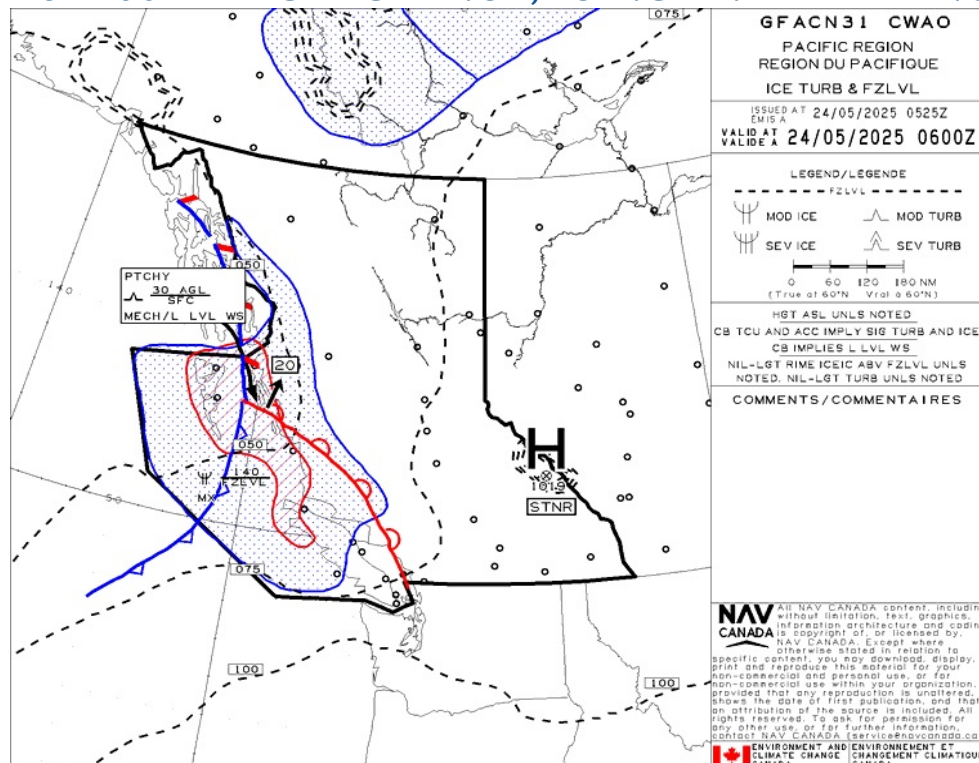 GFACN31 CWAO
PACIFIC REGION
REGION DU PACIFIQUE
ICE TURB & FZLVL
ISSUED AT
EMIS A
24/05/2025 0525Z
VALID AT
VALIDE A
24/05/2025 0600Z
LEGEND/LEGENDE
FZLVL
MOD ICE
MOD TURB
SEV ICE
SEV TURB
0 60 120 180 NM
(True at 60°N Vrai a 60°N)
HGT ASL UNLS NOTED
CB TCU AND ACC IMPLY SIG TURB AND ICE
CB IMPLIES L LVL WS
NIL-LGT RIME ICEIC ABV FZLVL UNLS
NOTED. NIL-LGT TURB UNLS NOTED
COMMENTS/COMMENTAIRES
075
140
050
PTCHY
30 AGL
SFC
MECH/L LVL WS
20
050
140
FZLVL
MX
50
075
100
100
H
1019
STNR
NAV
CANADA
All NAV CANADA content, includin
without limitation, text, graphics,
information architecture and codin
is copyright of, or licensed by,
NAV CANADA. Except where
otherwise stated in relation to
specific content, you may download, display,
print and reproduce this material for your
non-commercial and personal use, or for
non-commercial use within your organization,
provided that any reproduction is unaltered,
shows the date of first publication, and that
an attribution of the source is included. All
rights reserved. To ask for permission for
any other use, or for further information,
contact NAV CANADA (service@navcanada.ca
ENVIRONMENT AND
CLIMATE CHANGE
ENVIRONNEMENT ET
CHANGEMENT CLIMATIQU